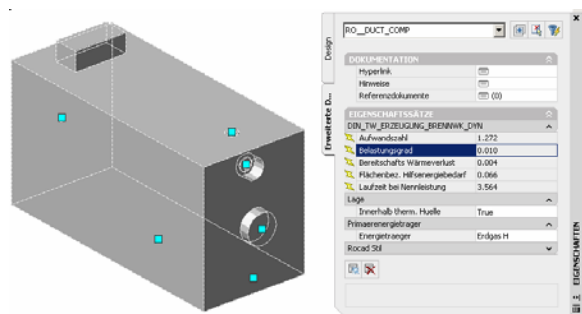 RO__DUCT_COMP
Design
Erweiterte D...
DOKUMENTATION
Hyperlink
Hinweise
Referenzdokumente (0)
EIGENSCHAFTSSÄTZE
DIN_TW_ERZEUGUNG_BRENNWK_DYN
Aufwandszahl 1.272
Belastungsgrad 0.010
Bereitschafts Wärmeverlust 0.004
Flächenbez. Hilfsenergiebedarf 0.066
Laufzeit bei Nennleistung 3.564
Lage
Innerhalb therm. Huelle True
Primaerenergietrager
Energietraeger Erdgas H
Rocad Stil
EIGENSCHAFTEN